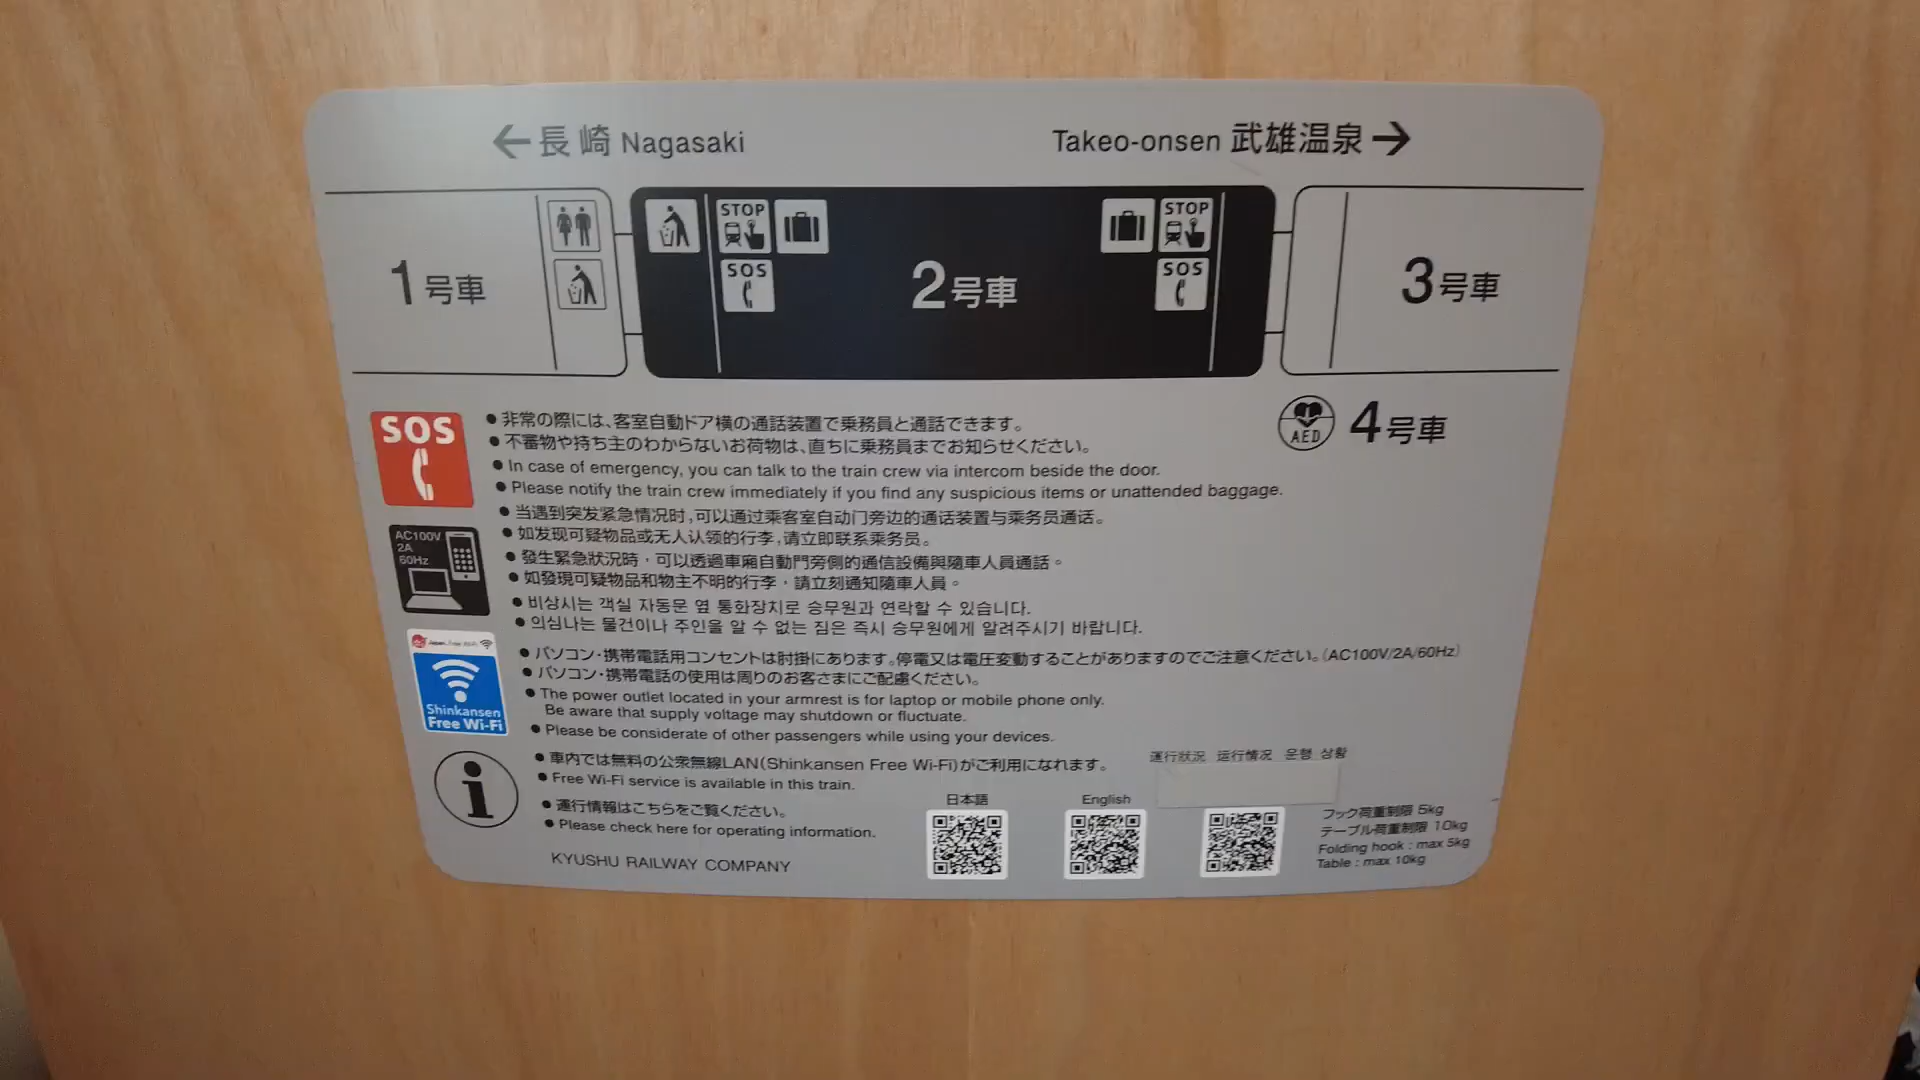 ←長崎 Nagasaki
Takeo-onsen 武雄温泉→
1号車
STOP
SOS
2号車
STOP
SOS
3号車
AED 4号車
SOS
●非常の際には、客室自動ドア横の通話装置で乗務員と通話できます。
●不審物や持ち主のわからないお荷物は、直ちに乗務員までお知らせください。
●In case of emergency, you can talk to the train crew via intercom beside the door.
●Please notify the train crew immediately if you find any suspicious items or unattended baggage.
●当遇到突发紧急情况时,可以通过乘客室自动门旁边的通话装置与乘务员通话。
●如发现可疑物品或无人认领的行李,请立即联系乘务员。
●發生緊急狀況時，可以透過車廂自動門旁側的通信設備與隨車人員通話。
●如發現可疑物品和物主不明的行李，請立刻通知隨車人員。
●비상시는 객실 자동문 옆 통화장치로 승무원과 연락할 수 있습니다.
●의심나는 물건이나 주인을 알 수 없는 짐은 즉시 승무원에게 알려주시기 바랍니다.
AC100V
2A
60Hz
●パソコン・携帯電話用コンセントは肘掛にあります。停電又は電圧変動することがありますのでご注意ください。(AC100V/2A/60Hz)
●パソコン・携帯電話の使用は周りのお客さまにご配慮ください。
●The power outlet located in your armrest is for laptop or mobile phone only.
Be aware that supply voltage may shutdown or fluctuate.
●Please be considerate of other passengers while using your devices.
Japan. Free Wi-Fi
Shinkansen
Free Wi-Fi
●車内では無料の公衆無線LAN(Shinkansen Free Wi-Fi)がご利用になれます。
●Free Wi-Fi service is available in this train.
●運行情報はこちらをご覧ください。
●Please check here for operating information.
KYUSHU RAILWAY COMPANY
日本語
English
運行狀況 运行情况 운행 상황
フック荷重制限 5kg
テーブル荷重制限 10kg
Folding hook : max 5kg
Table : max 10kg